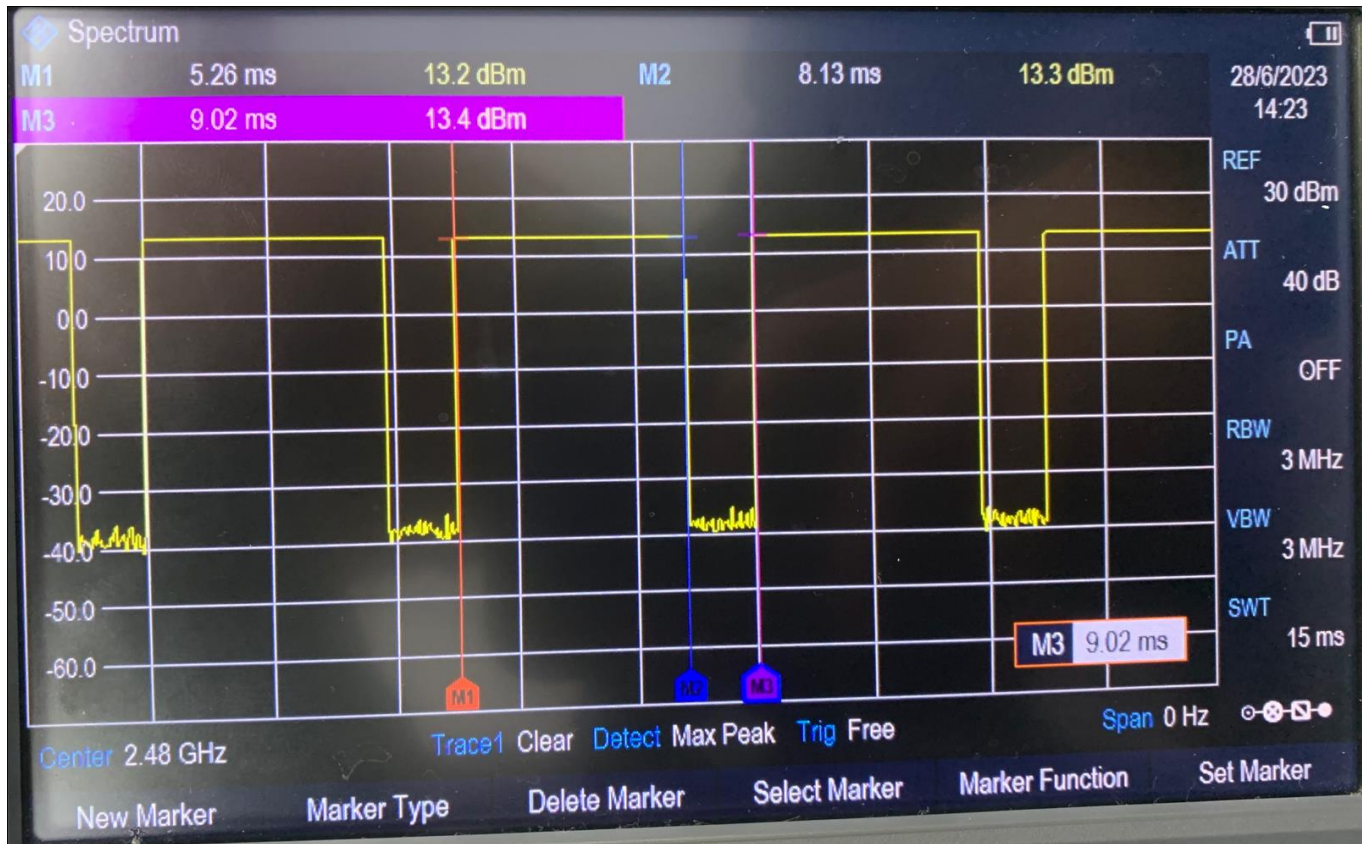 Spectrum
M1 5.26 ms 13.2 dBm M2 8.13 ms 13.3 dBm
M3 9.02 ms 13.4 dBm
28/6/2023
14:23
20.0
10.0
0.0
-10.0
-20.0
-30.0
-40.0
-50.0
-60.0
M1
M2
M3
M3 9.02 ms
REF
30 dBm
ATT
40 dB
PA
OFF
RBW
3 MHz
VBW
3 MHz
SWT
15 ms
Center 2.48 GHz Trace1 Clear Detect Max Peak Trig Free Span 0 Hz
New Marker Marker Type Delete Marker Select Marker Marker Function Set Marker